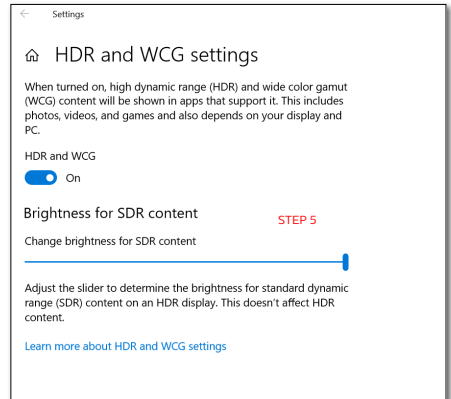 Settings
HDR and WCG settings
When turned on, high dynamic range (HDR) and wide color gamut
(WCG) content will be shown in apps that support it. This includes
photos, videos, and games and also depends on your display and
PC.
HDR and WCG
On
Brightness for SDR content
STEP 5
Change brightness for SDR content
Adjust the slider to determine the brightness for standard dynamic
range (SDR) content on an HDR display. This doesn't affect HDR
content.
Learn more about HDR and WCG settings